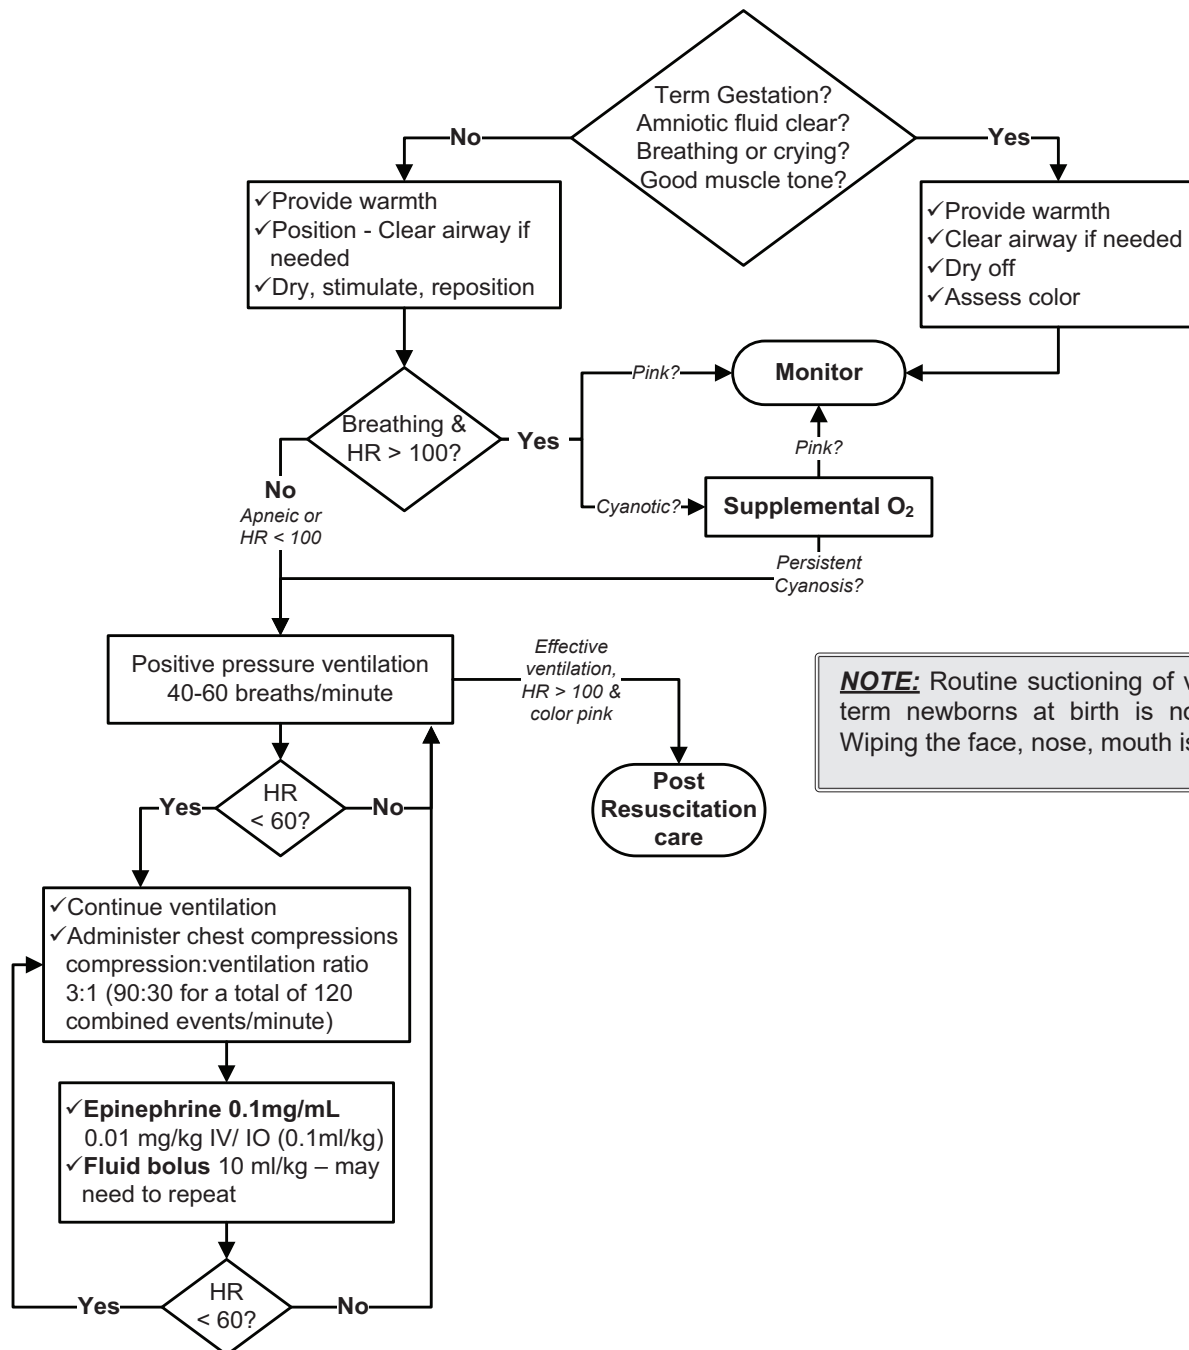 Term Gestation?
Amniotic fluid clear?
Breathing or crying?
Good muscle tone?
No
Yes
✓Provide warmth
✓Position - Clear airway if
needed
✓Dry, stimulate, reposition
✓Provide warmth
✓Clear airway if needed
✓Dry off
✓Assess color
Breathing &
HR > 100?
Yes
Pink?
Monitor
Pink?
Cyanotic?
Supplemental O₂
No
Apneic or
HR < 100
Persistent
Cyanosis?
Positive pressure ventilation
40-60 breaths/minute
Effective
ventilation,
HR > 100 &
color pink
NOTE: Routine suctioning of
term newborns at birth is
Wiping the face, nose, mouth
Post
Resuscitation
care
HR
< 60?
Yes
No
✓Continue ventilation
✓Administer chest compressions
compression:ventilation ratio
3:1 (90:30 for a total of 120
combined events/minute)
✓Epinephrine 0.1mg/mL
0.01 mg/kg IV/ IO (0.1ml/kg)
✓Fluid bolus 10 ml/kg – may
need to repeat
HR
< 60?
Yes
No